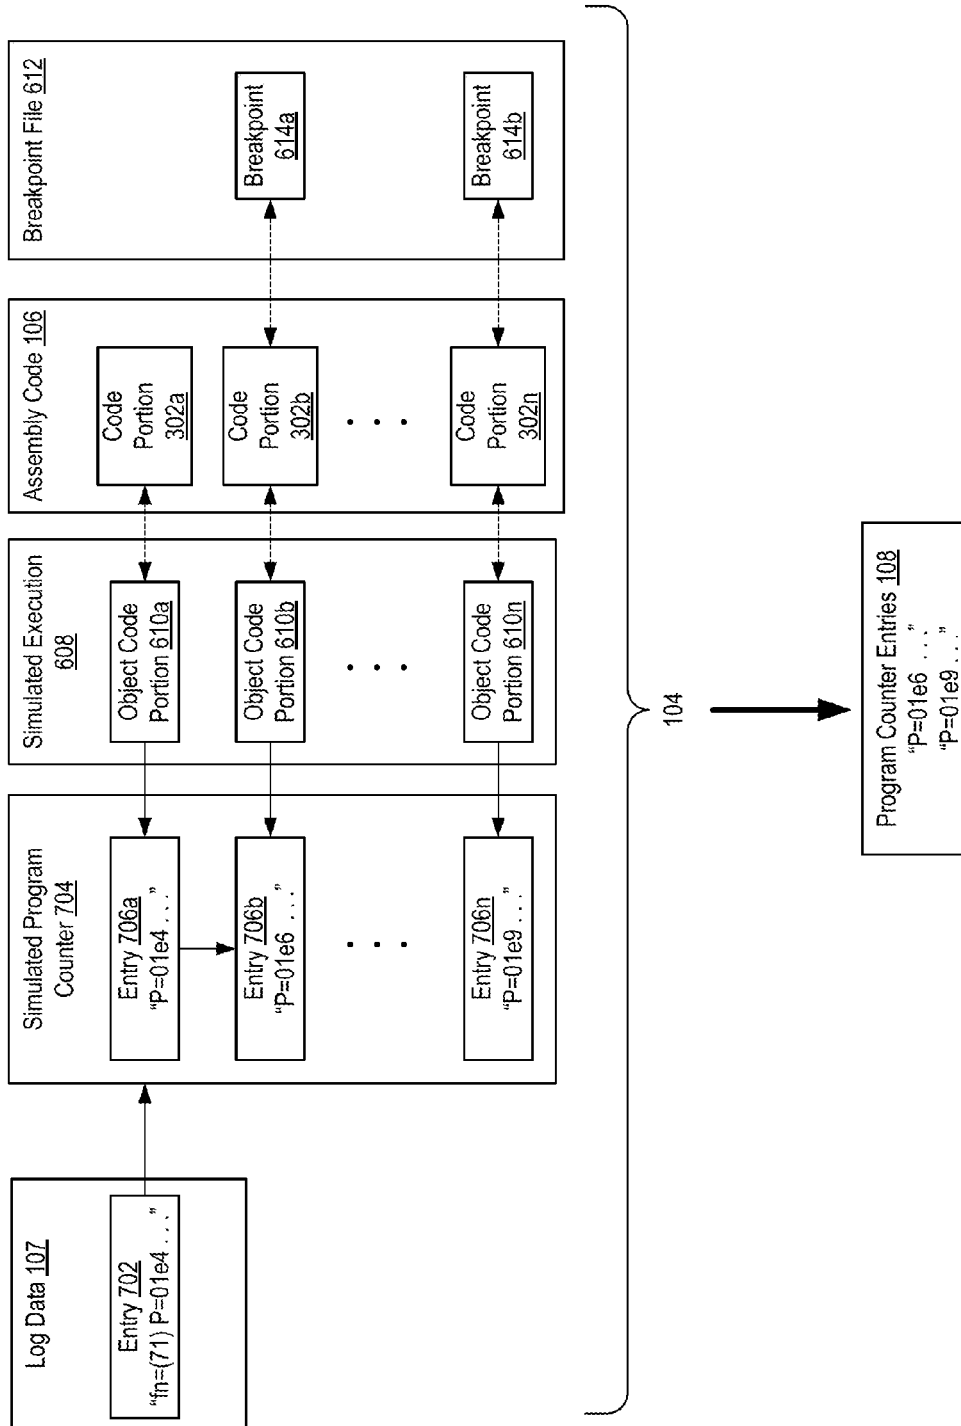 Log Data 107
Entry 702
“fn=(71) P=01e4 . . .”
Simulated Program
Counter 704
Entry 706a
“P=01e4 . . .”
Entry 706b
“P=01e6 . . .”
. . .
Entry 706n
“P=01e9 . . .”
Simulated Execution
608
Object Code
Portion 610a
Object Code
Portion 610b
. . .
Object Code
Portion 610n
Assembly Code 106
Code
Portion
302a
Code
Portion
302b
. . .
Code
Portion
302n
Breakpoint File 612
Breakpoint
614a
Breakpoint
614b
104
Program Counter Entries 108
“P=01e6 . . .”
“P=01e9 . . .”